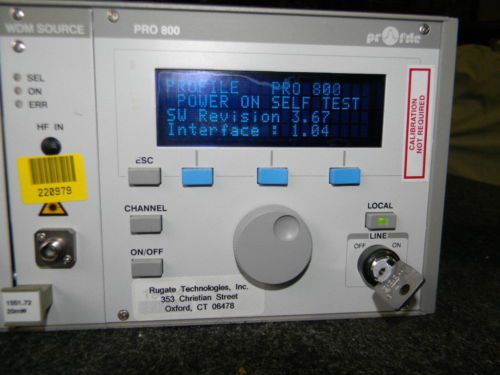 WDM SOURCE
PRO 800
profile
SEL
ON
ERR
HF IN
220979
PROFILE PRO 800
POWER ON SELF TEST
SW Revision 3.67
Interface : 1.04
CALIBRATION
NOT REQUIRED
ESC
CHANNEL
ON/OFF
LOCAL
LINE
OFF ON
Rugate Technologies, Inc.
353 Christian Street
Oxford, CT 06478
1551.72
20mW